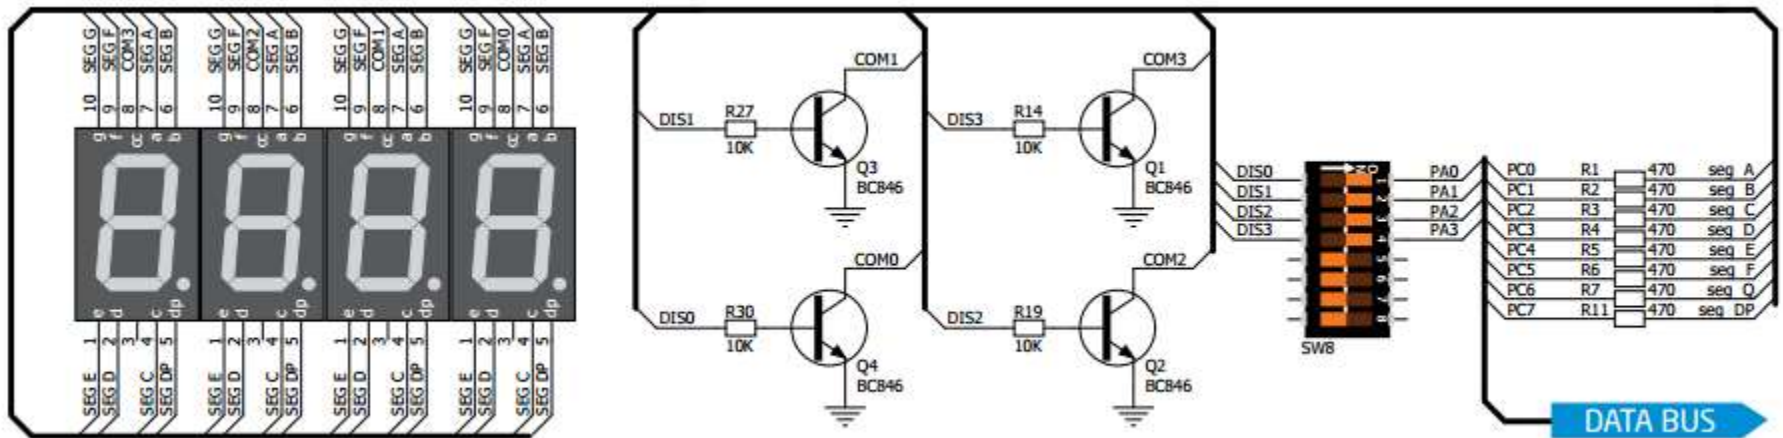 SEG G SEG F COM3 SEG A SEG B
10 9 8 7 6
g f cc a b
e d c dp
1 2 3 4 5
SEG E SEG D SEG C SEG DP
SEG G SEG F COM2 SEG A SEG B
10 9 8 7 6
g f cc a b
e d c dp
1 2 3 4 5
SEG E SEG D SEG C SEG DP
SEG G SEG F COM1 SEG A SEG B
10 9 8 7 6
g f cc a b
e d c dp
1 2 3 4 5
SEG E SEG D SEG C SEG DP
SEG G SEG F COM0 SEG A SEG B
10 9 8 7 6
g f cc a b
e d c dp
1 2 3 4 5
SEG E SEG D SEG C SEG DP
COM1
DIS1 R27
10K
Q3
BC846
COM0
DIS0 R30
10K
Q4
BC846
COM3
DIS3 R14
10K
Q1
BC846
COM2
DIS2 R19
10K
Q2
BC846
DIS0 1 PA0
DIS1 2 PA1
DIS2 3 PA2
DIS3 4 PA3
5
6
7
8
SW8
PC0 R1 470 seg A
PC1 R2 470 seg B
PC2 R3 470 seg C
PC3 R4 470 seg D
PC4 R5 470 seg E
PC5 R6 470 seg F
PC6 R7 470 seg Q
PC7 R11 470 seg DP
DATA BUS